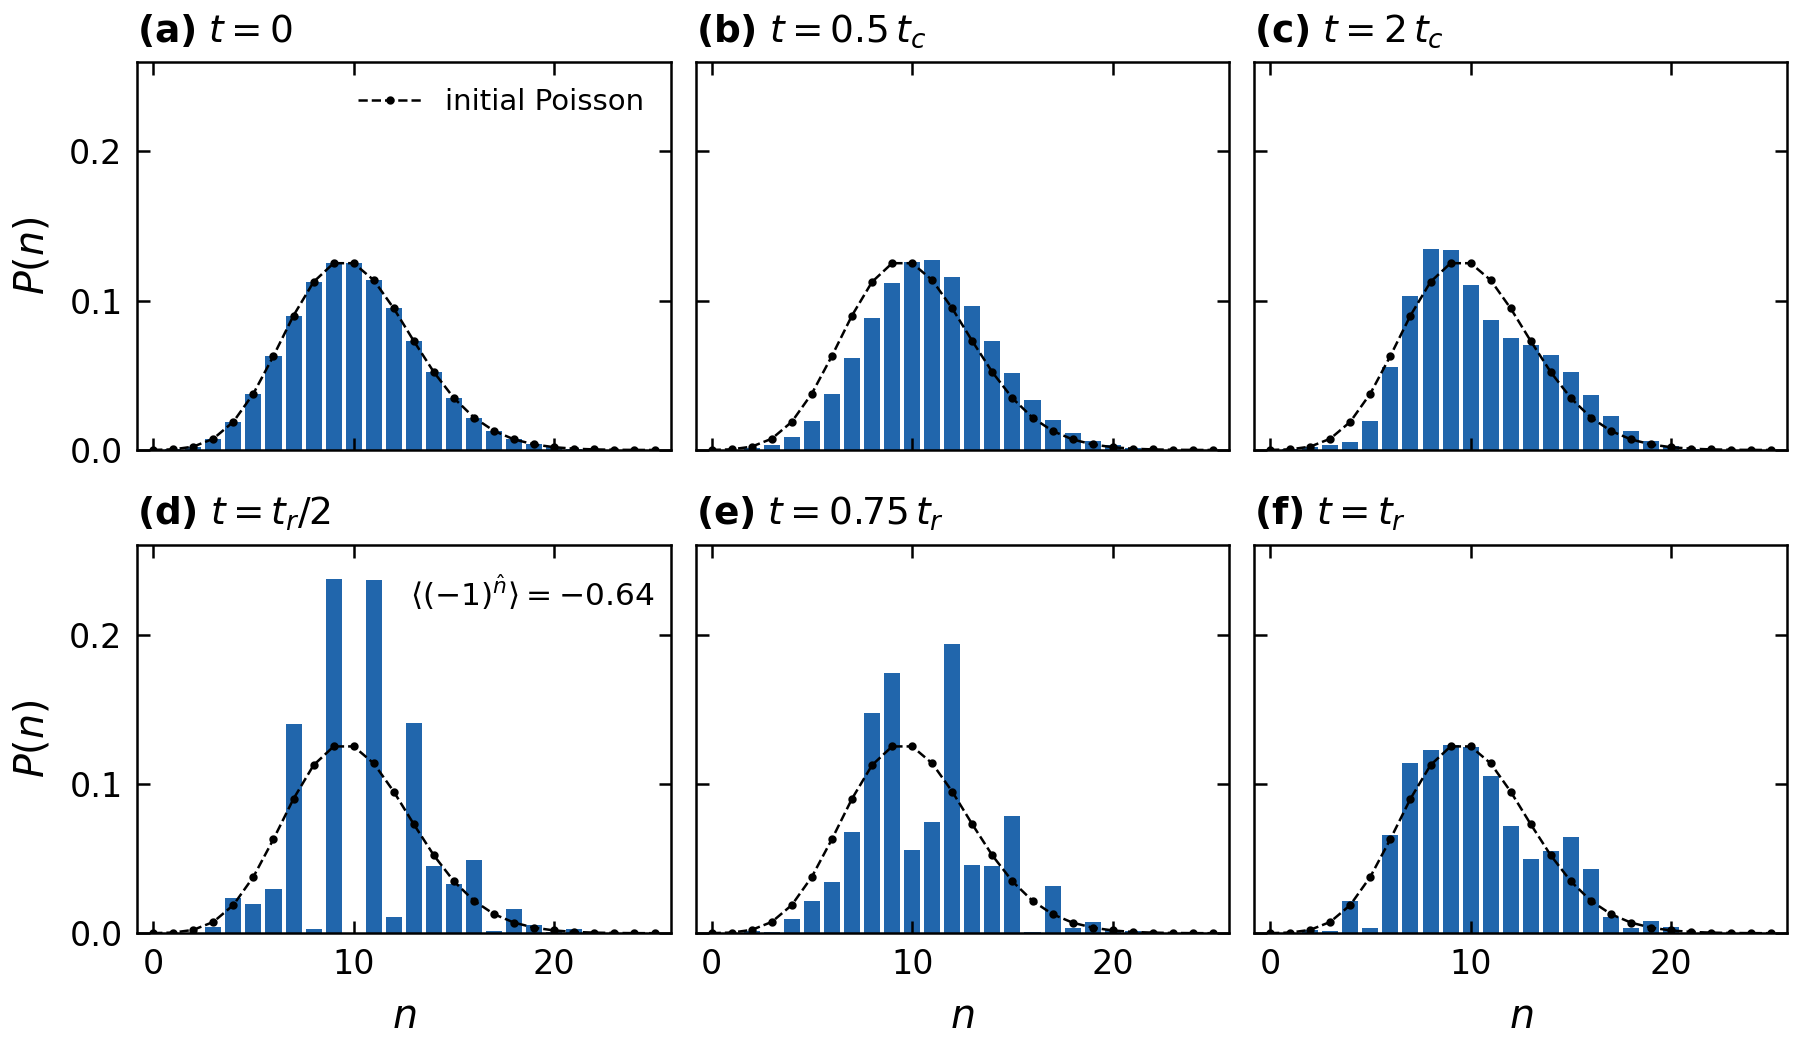 (a) t = 0
(b) t = 0.5 t_c
(c) t = 2 t_c
initial Poisson
P(n)
0.2
0.1
0.0
(d) t = t_r/2
(e) t = 0.75 t_r
(f) t = t_r
⟨(−1)^n̂⟩ = −0.64
P(n)
0.2
0.1
0.0
0 10 20
0 10 20
0 10 20
n
n
n